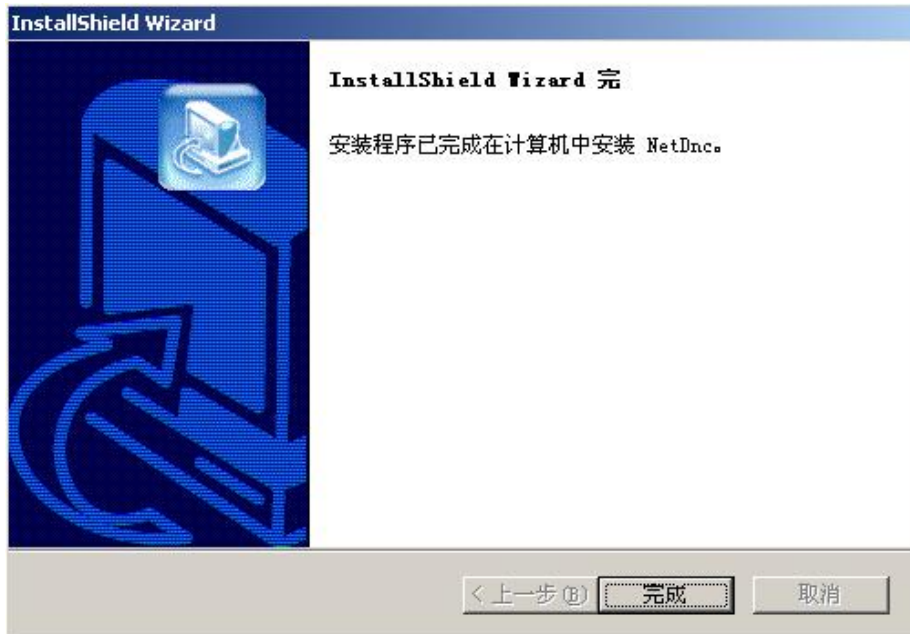 InstallShield Wizard
InstallShield Wizard 完
安装程序已完成在计算机中安装 NetDnc。
< 上一步(B)
完成
取消